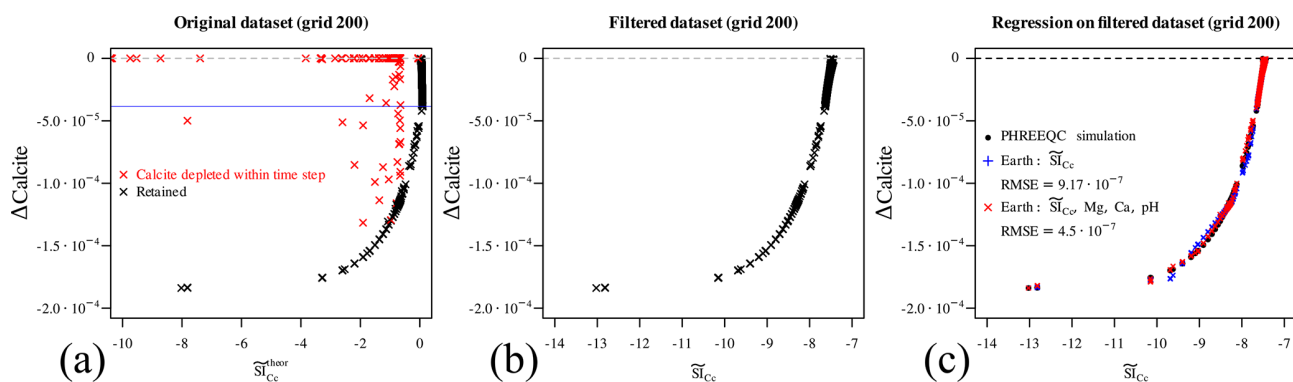 Original dataset (grid 200)
0
-5.0 · 10⁻⁵
-1.0 · 10⁻⁴
-1.5 · 10⁻⁴
-2.0 · 10⁻⁴
ΔCalcite
× Calcite depleted within time step
× Retained
-10 -8 -6 -4 -2 0
(a)
S͠I theor Cc
Filtered dataset (grid 200)
0
-5.0 · 10⁻⁵
-1.0 · 10⁻⁴
-1.5 · 10⁻⁴
-2.0 · 10⁻⁴
ΔCalcite
-14 -13 -12 -11 -10 -9 -8 -7
(b)
S͠I Cc
Regression on filtered dataset (grid 200)
0
-5.0 · 10⁻⁵
-1.0 · 10⁻⁴
-1.5 · 10⁻⁴
-2.0 · 10⁻⁴
ΔCalcite
• PHREEQC simulation
+ Earth: S͠I Cc
RMSE = 9.17 · 10⁻⁷
× Earth: S͠I Cc, Mg, Ca, pH
RMSE = 4.5 · 10⁻⁷
-14 -13 -12 -11 -10 -9 -8 -7
(c)
S͠I Cc